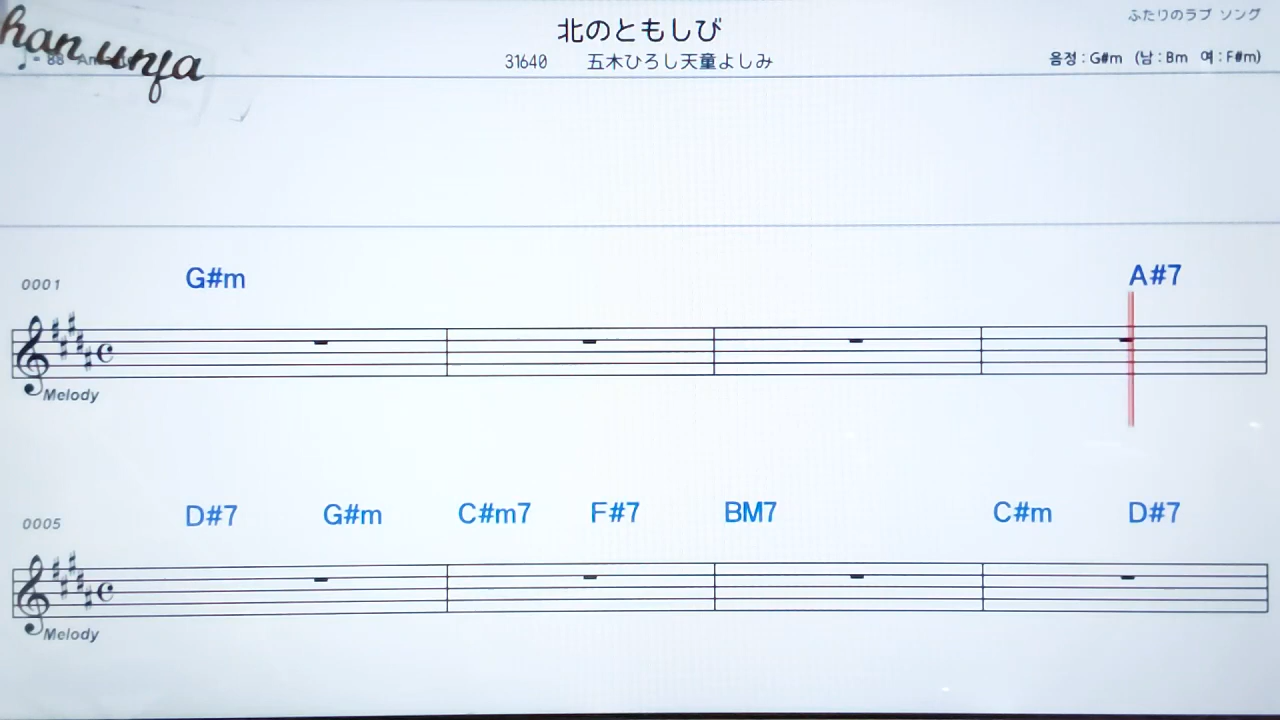 北のともしび
ふたりのラブ ソング
han unfa
♩= 88
31640 五木ひろし天童よしみ
음정 : G#m (남 : Bm 여 : F#m)
0001 G#m A#7
Melody
0005 D#7 G#m C#m7 F#7 BM7 C#m D#7
Melody